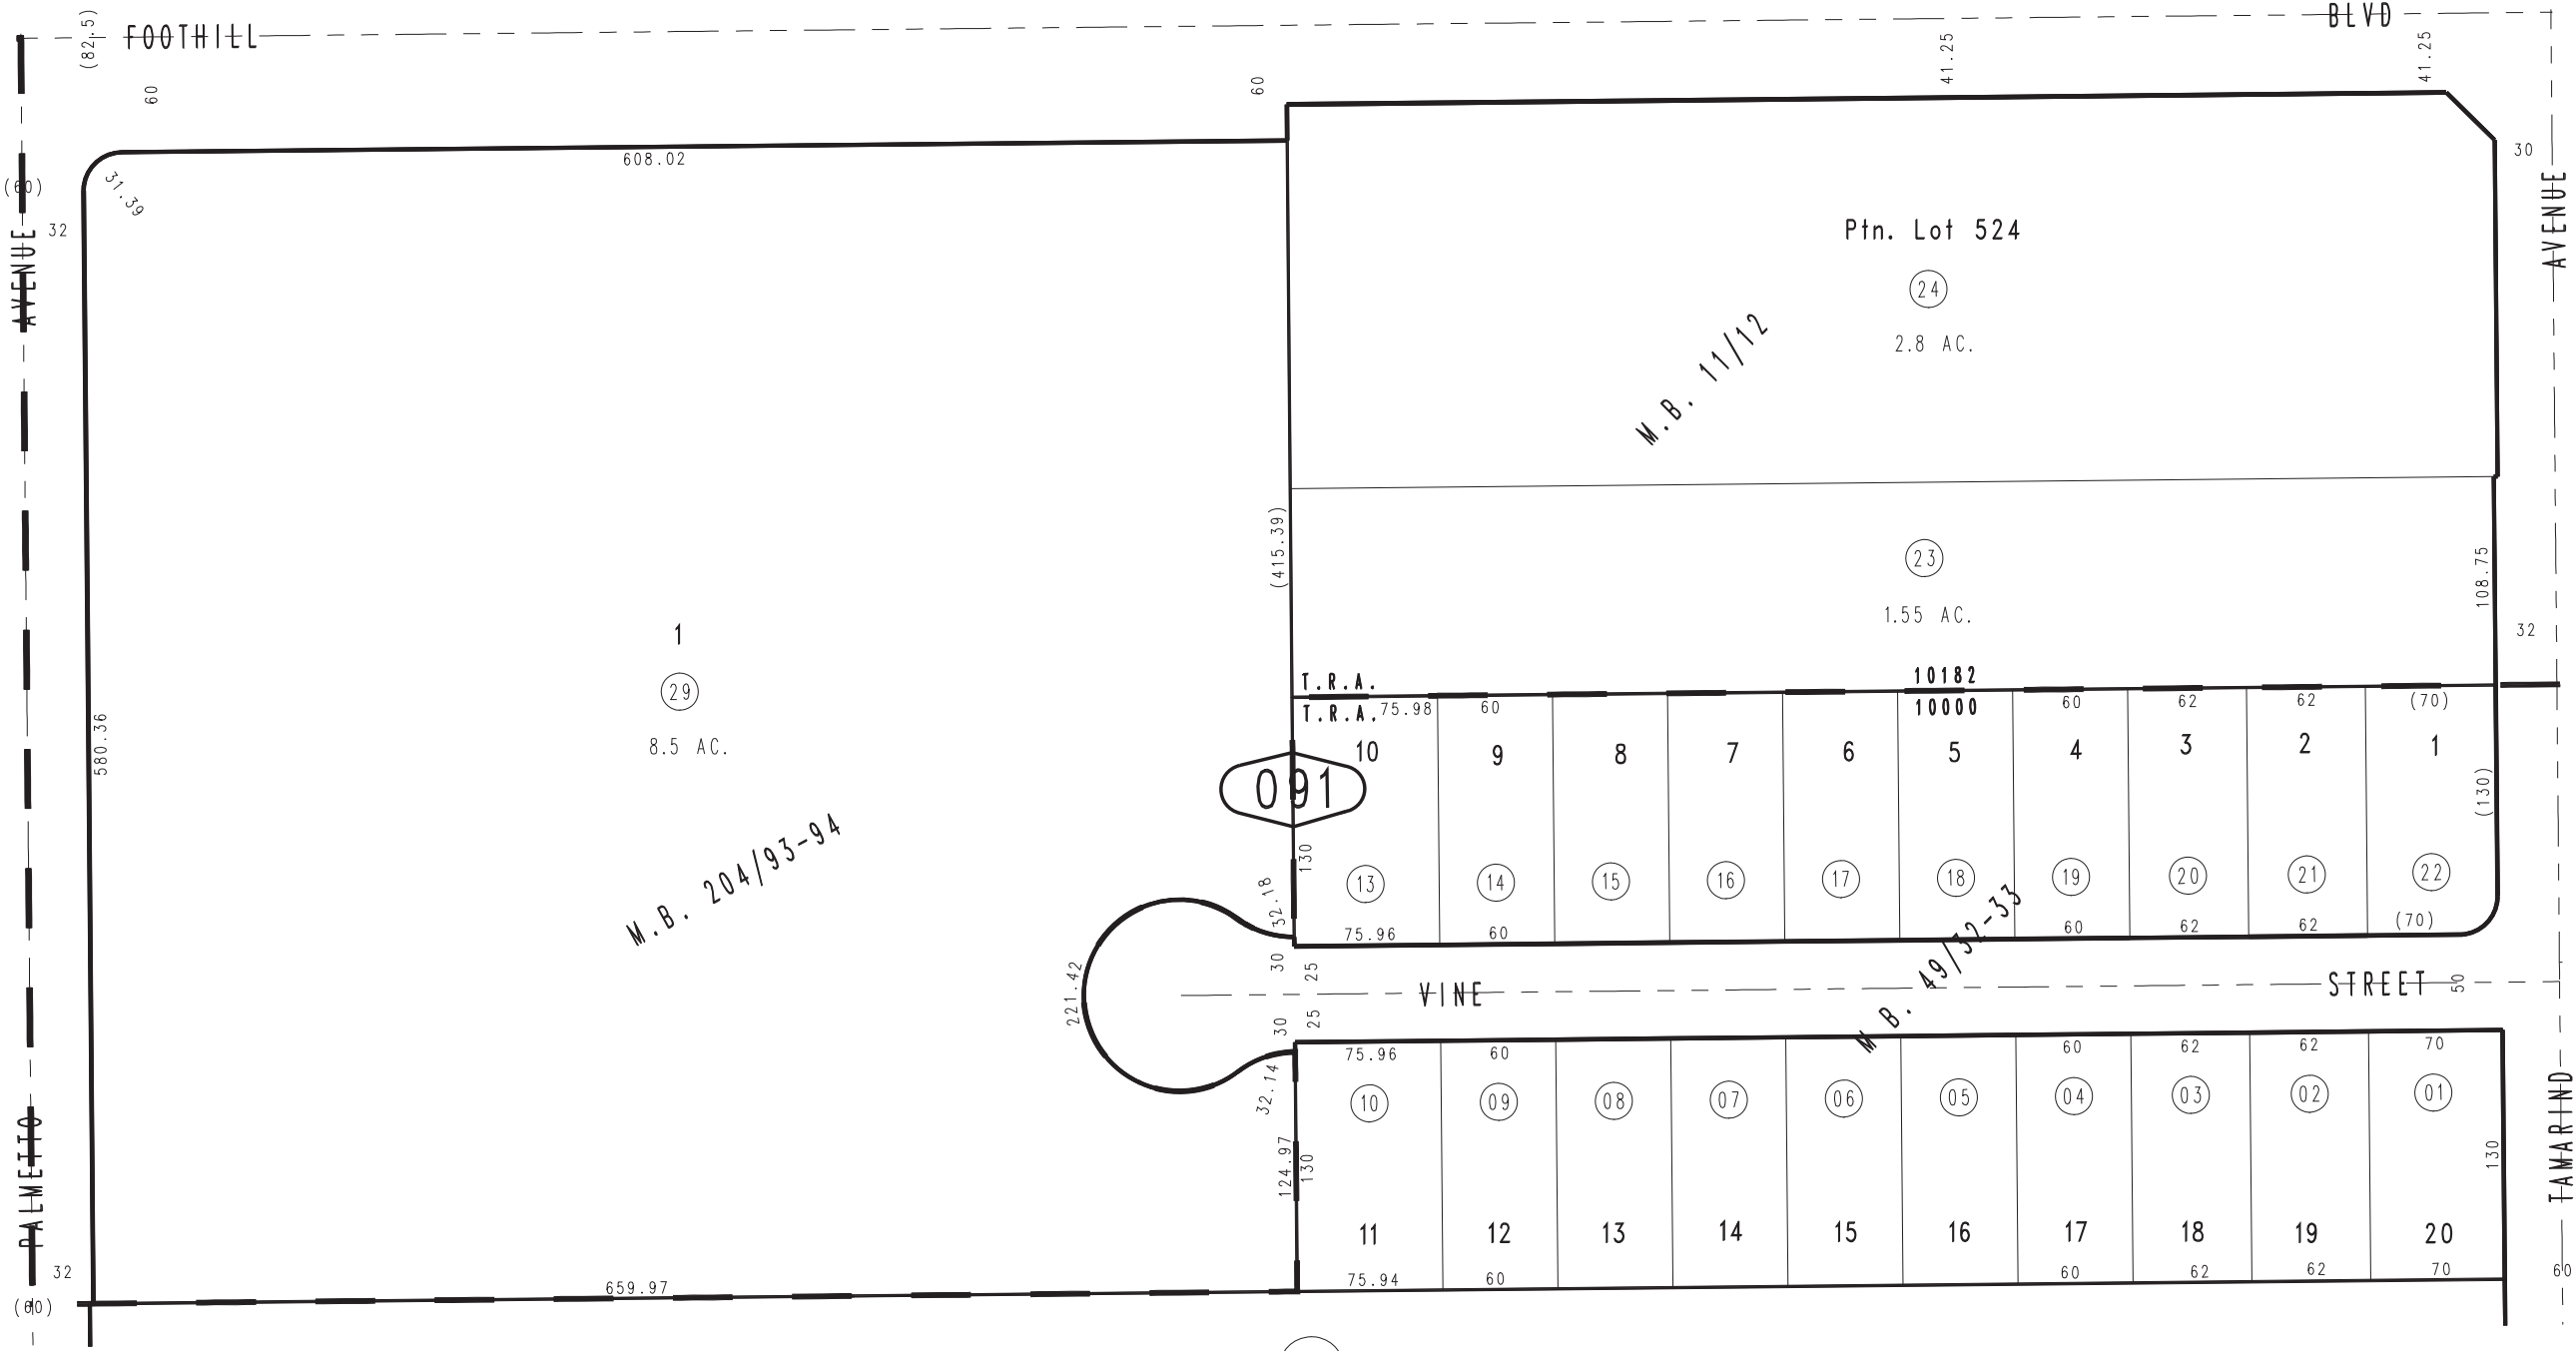 FOOTHILL BLVD
(82.5)
60
60
41.25
41.25
608.02
31.39
(60)
32
AVENUE
30
AVENUE
Ptn. Lot 524
24
2.8 AC.
M.B. 11/12
(415.39)
23
1.55 AC.
108.75
32
1
29
8.5 AC.
580.36
M.B. 204/93-94
T.R.A. 10182
T.R.A. 10000
75.98 60 60 62 62 (70)
10 9 8 7 6 5 4 3 2 1
091
130
(130)
32.18
13 14 15 16 17 18 19 20 21 22
75.96 60 60 62 62 (70)
M.B. 49/32-33
30 25
221.42
VINE STREET
50
30 25
75.96 60 60 62 62 70
32.14
10 09 08 07 06 05 04 03 02 01
124.97
130
130
PALMETTO
TAMARIND
11 12 13 14 15 16 17 18 19 20
75.94 60 60 62 62 70
32
659.97
(60)
60